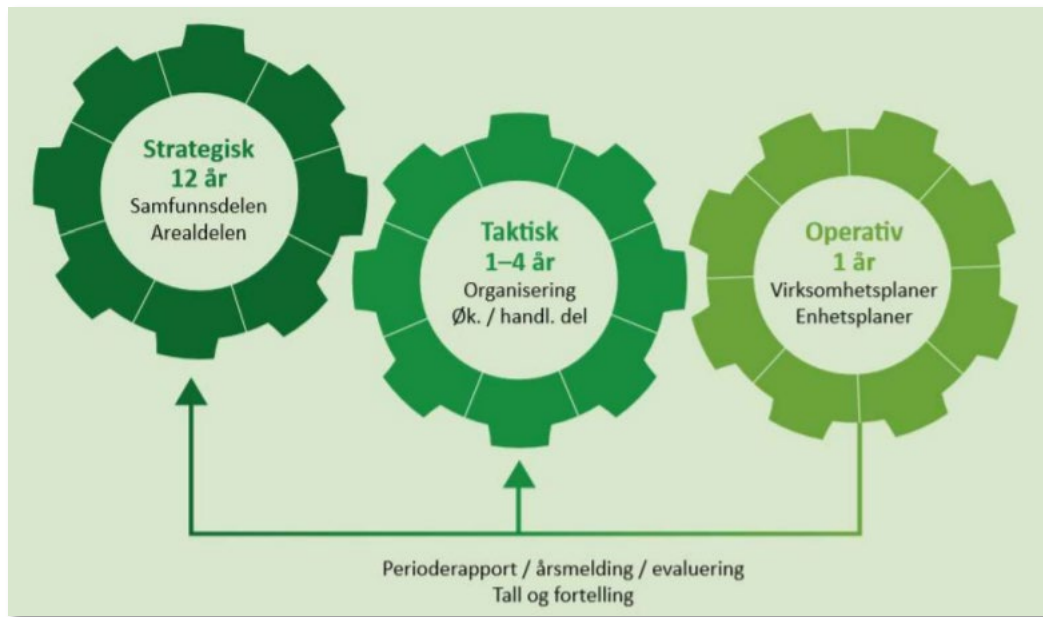 Strategisk
12 år
Samfunnsdelen
Arealdelen
Taktisk
1–4 år
Organisering
Øk. / handl. del
Operativ
1 år
Virksomhetsplaner
Enhetsplaner
Perioderapport / årsmelding / evaluering
Tall og fortelling